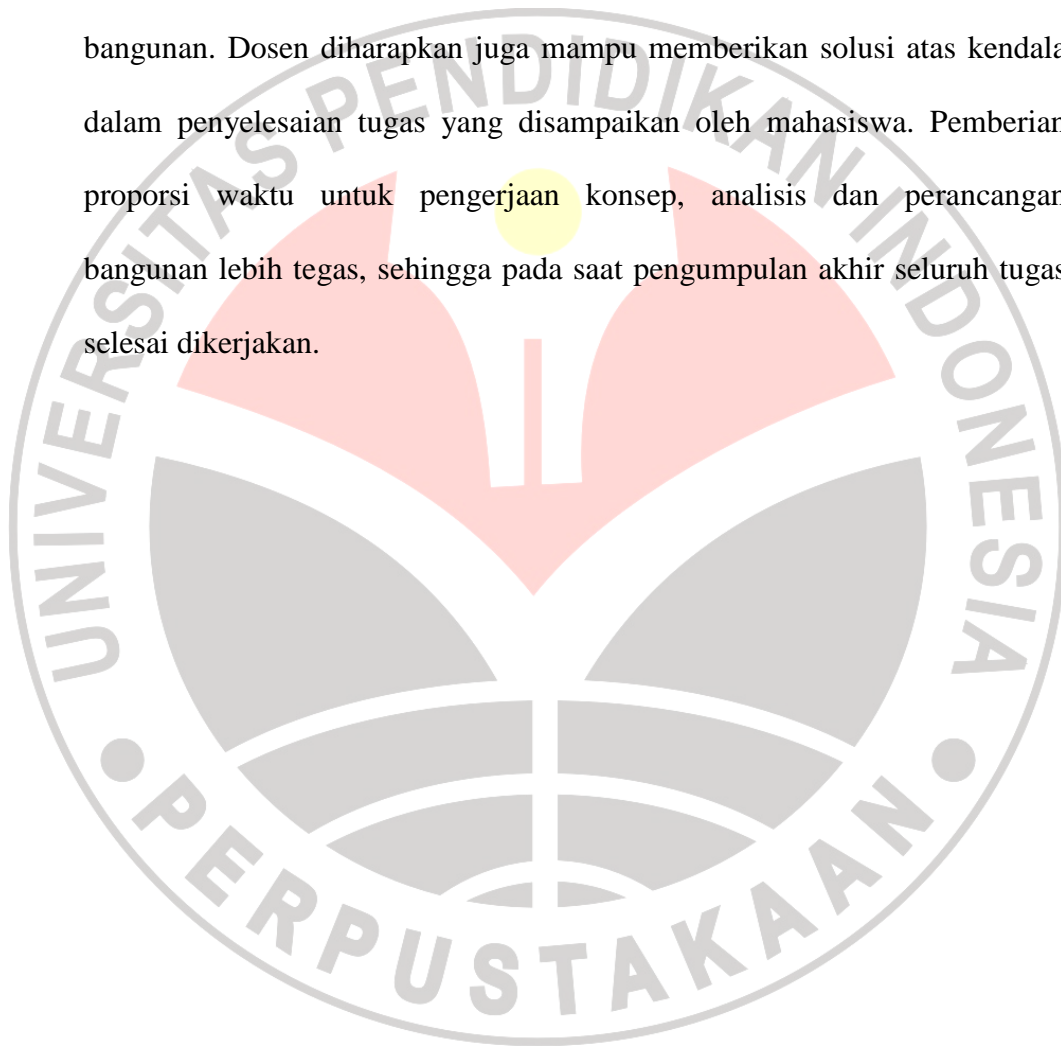 bangunan. Dosen diharapkan juga mampu memberikan solusi atas kendala
dalam penyelesaian tugas yang disampaikan oleh mahasiswa. Pemberian
proporsi waktu untuk pengerjaan konsep, analisis dan perancangan
bangunan lebih tegas, sehingga pada saat pengumpulan akhir seluruh tugas
selesai dikerjakan.
UNIVERSITAS PENDIDIKAN INDONESIA
PERPUSTAKAAN